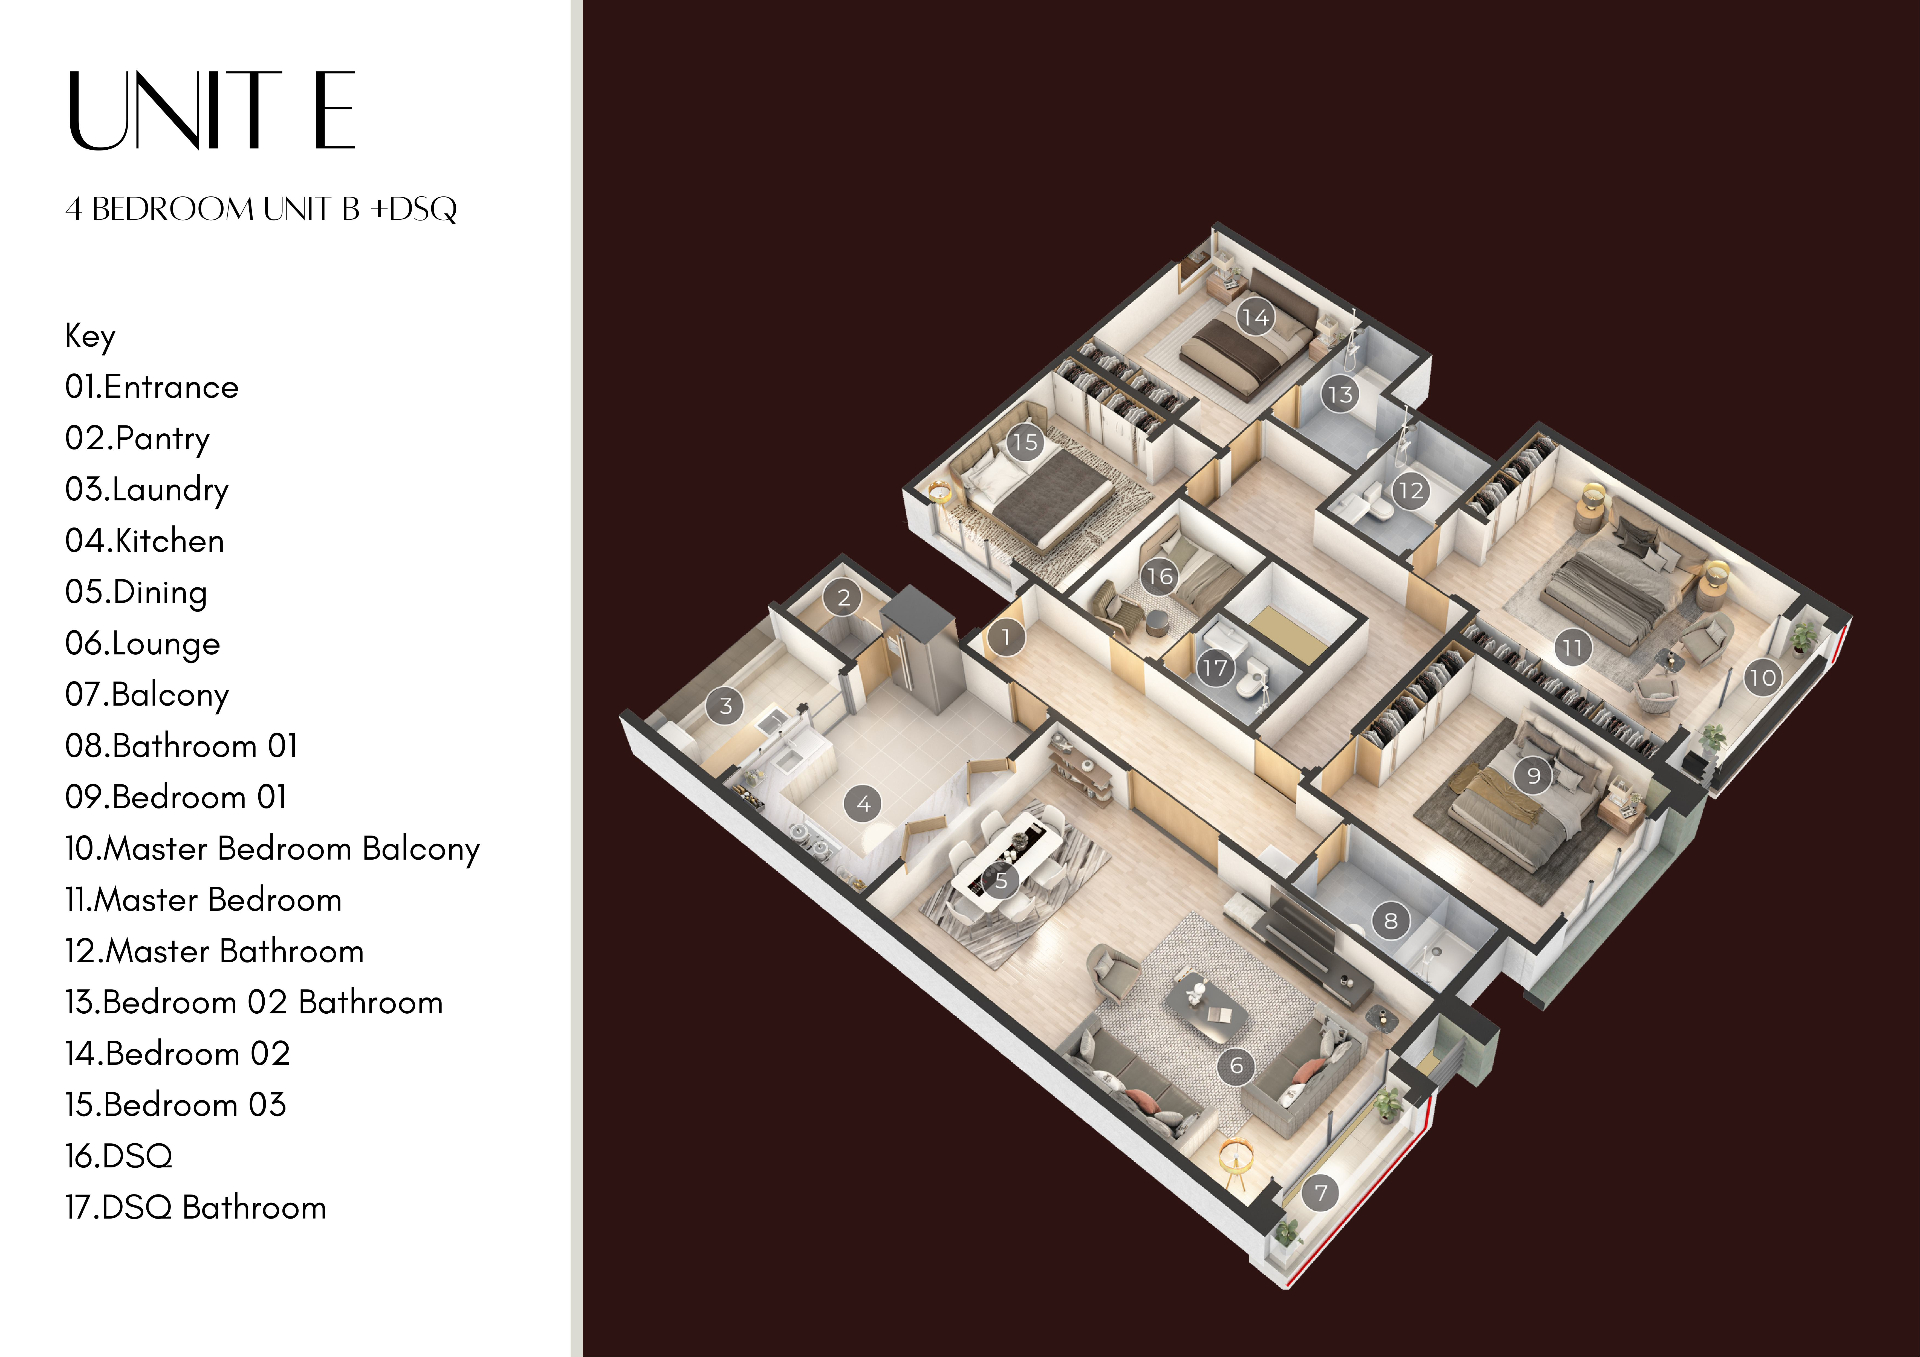 UNIT E
4 BEDROOM UNIT B +DSQ
Key
01.Entrance
02.Pantry
03.Laundry
04.Kitchen
05.Dining
06.Lounge
07.Balcony
08.Bathroom 01
09.Bedroom 01
10.Master Bedroom Balcony
11.Master Bedroom
12.Master Bathroom
13.Bedroom 02 Bathroom
14.Bedroom 02
15.Bedroom 03
16.DSQ
17.DSQ Bathroom
14
13
15
12
16
2
1
11
17
10
3
9
4
5
8
6
7